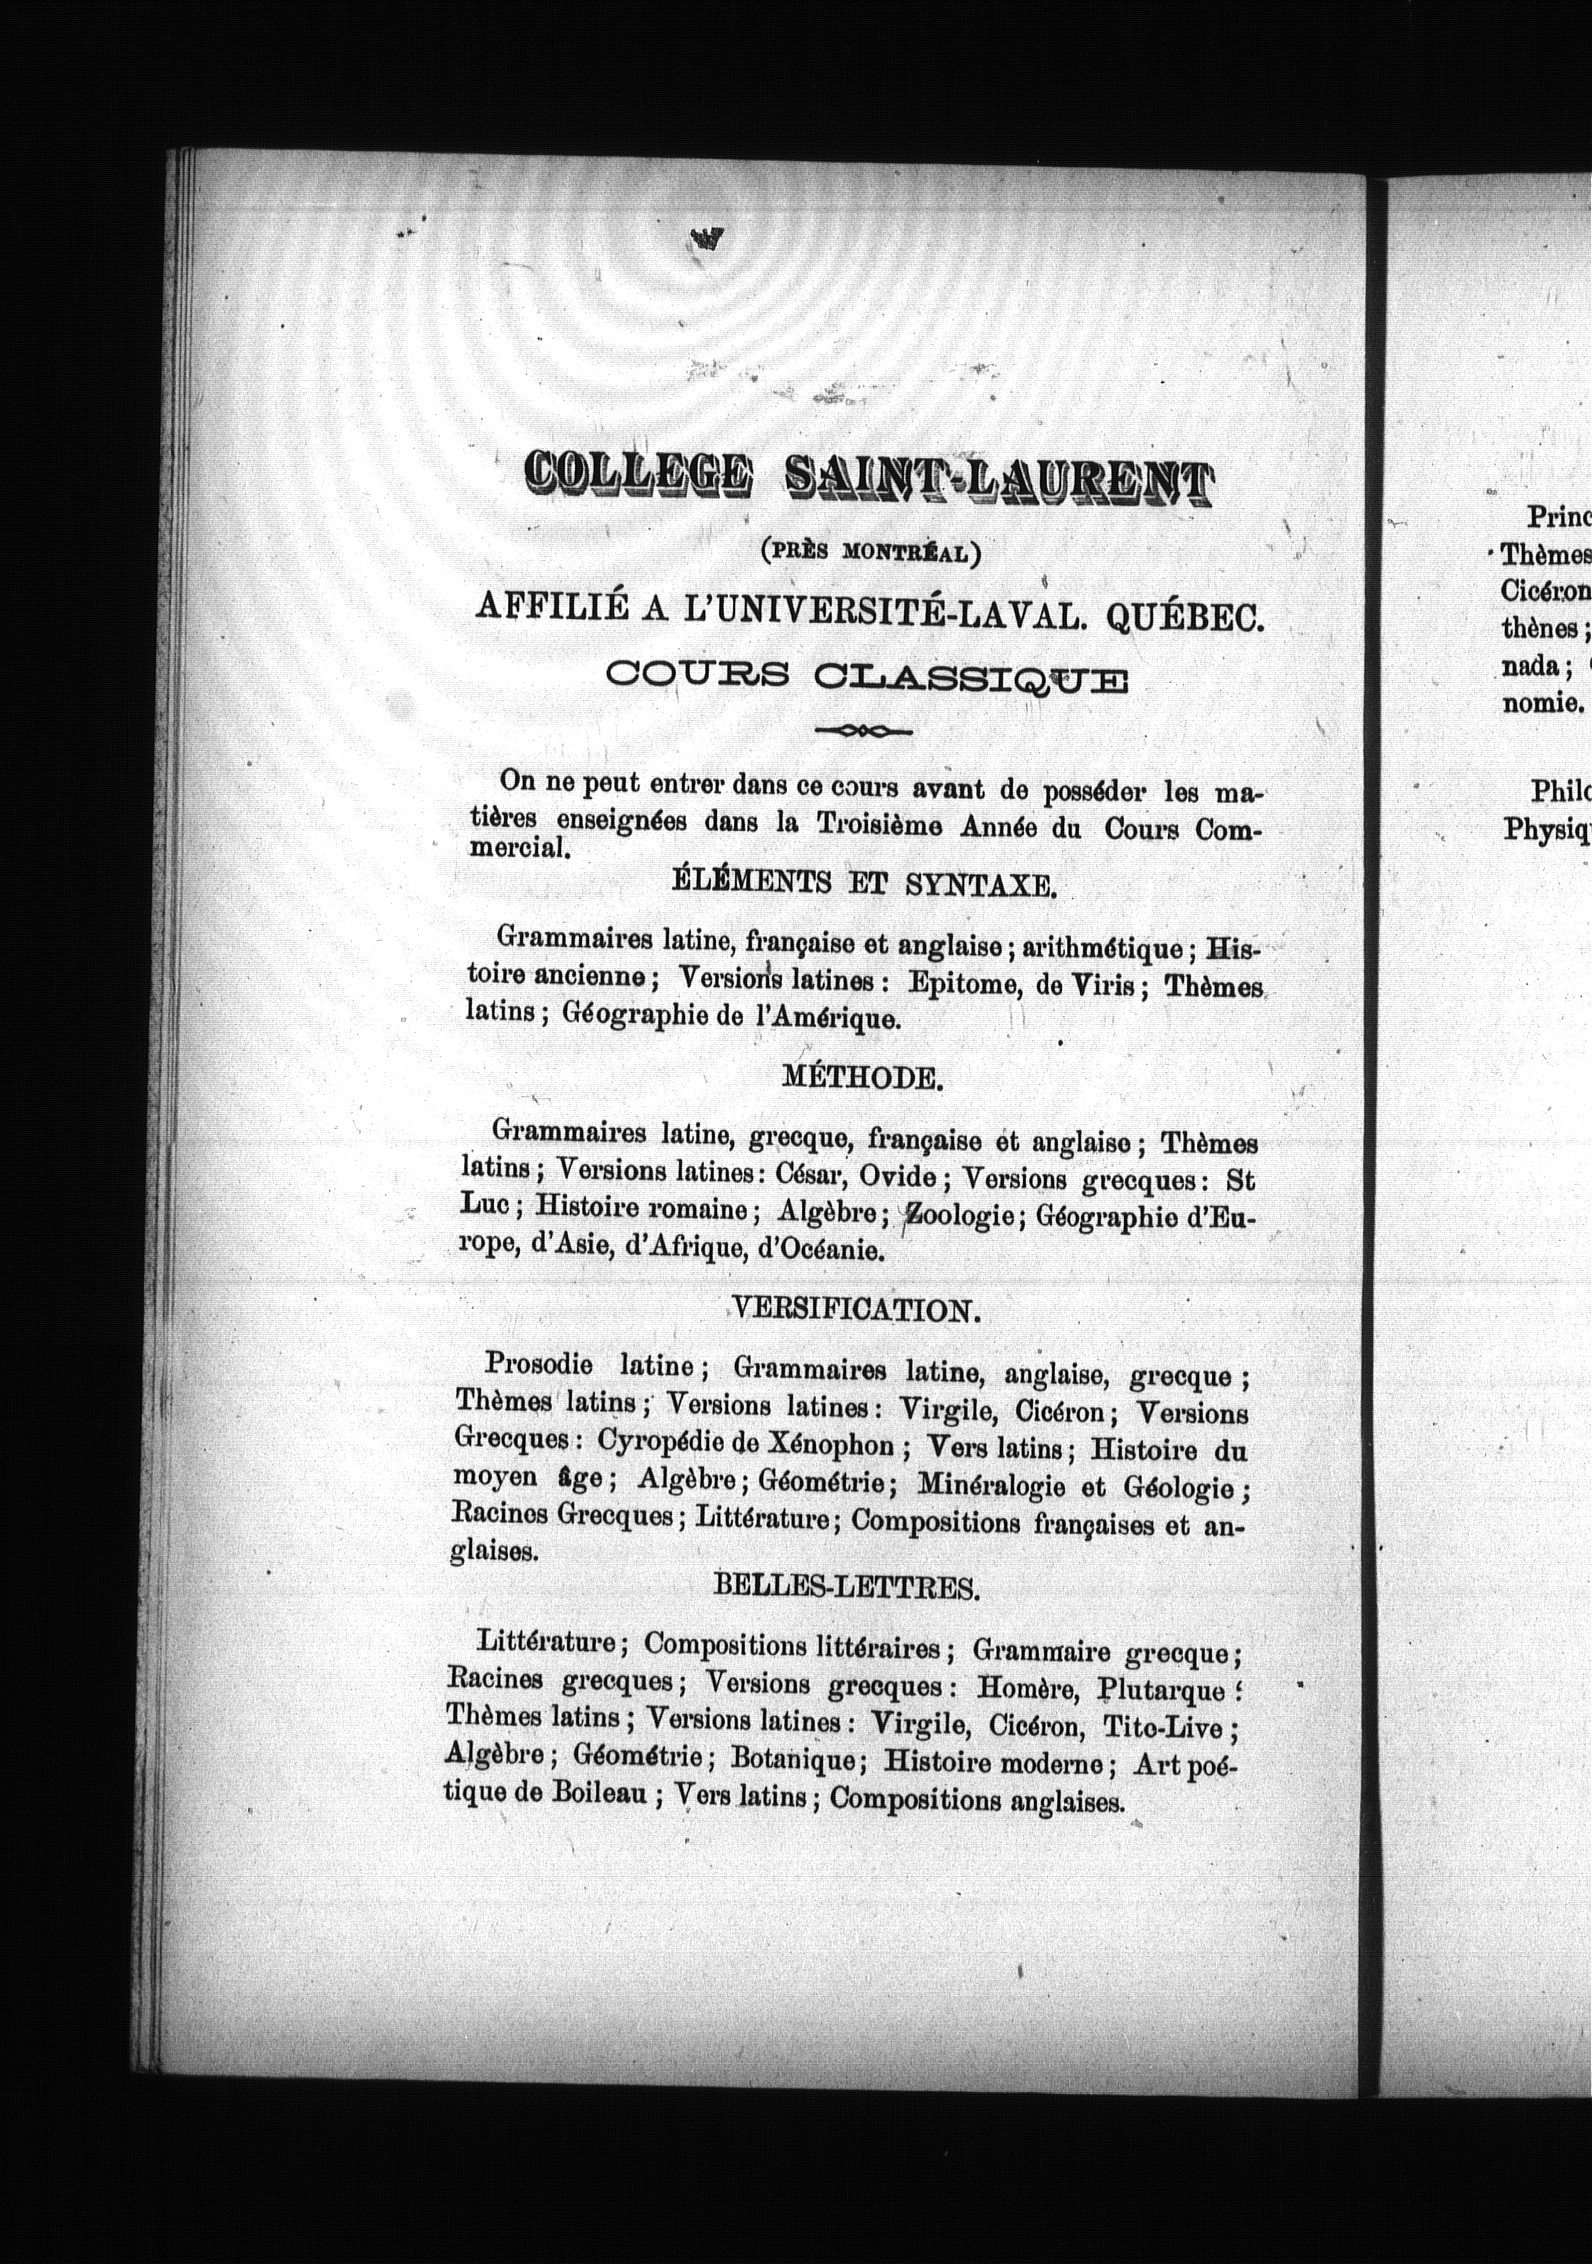 COLLEGE SAINT-LAURENT
(PRÈS MONTRÉAL)
AFFILIÉ A L'UNIVERSITÉ-LAVAL. QUÉBEC.
COURS CLASSIQUE
On ne peut entrer dans ce cours avant de posséder les ma-
tières enseignées dans la Troisième Année du Cours Com-
mercial.
ÉLÉMENTS ET SYNTAXE.
Grammaires latine, française et anglaise ; arithmétique ; His-
toire ancienne ; Versions latines : Epitome, de Viris ; Thèmes
latins ; Géographie de l'Amérique.
MÉTHODE.
Grammaires latine, grecque, française et anglaise ; Thèmes
latins ; Versions latines : César, Ovide ; Versions grecques : St
Luc ; Histoire romaine ; Algèbre ; Zoologie ; Géographie d'Eu-
rope, d'Asie, d'Afrique, d'Océanie.
VERSIFICATION.
Prosodie latine ; Grammaires latine, anglaise, grecque ;
Thèmes latins ; Versions latines : Virgile, Cicéron ; Versions
Grecques : Cyropédie de Xénophon ; Vers latins ; Histoire du
moyen âge ; Algèbre ; Géométrie ; Minéralogie et Géologie ;
Racines Grecques ; Littérature ; Compositions françaises et an-
glaises.
BELLES-LETTRES.
Littérature ; Compositions littéraires ; Grammaire grecque ;
Racines grecques ; Versions grecques : Homère, Plutarque ;
Thèmes latins ; Versions latines : Virgile, Cicéron, Tite-Live ;
Algèbre ; Géométrie ; Botanique ; Histoire moderne ; Art poé-
tique de Boileau ; Vers latins ; Compositions anglaises.
Princ
Thèmes
Cicéron
thènes ;
nada ;
nomie.
Philo
Physiq